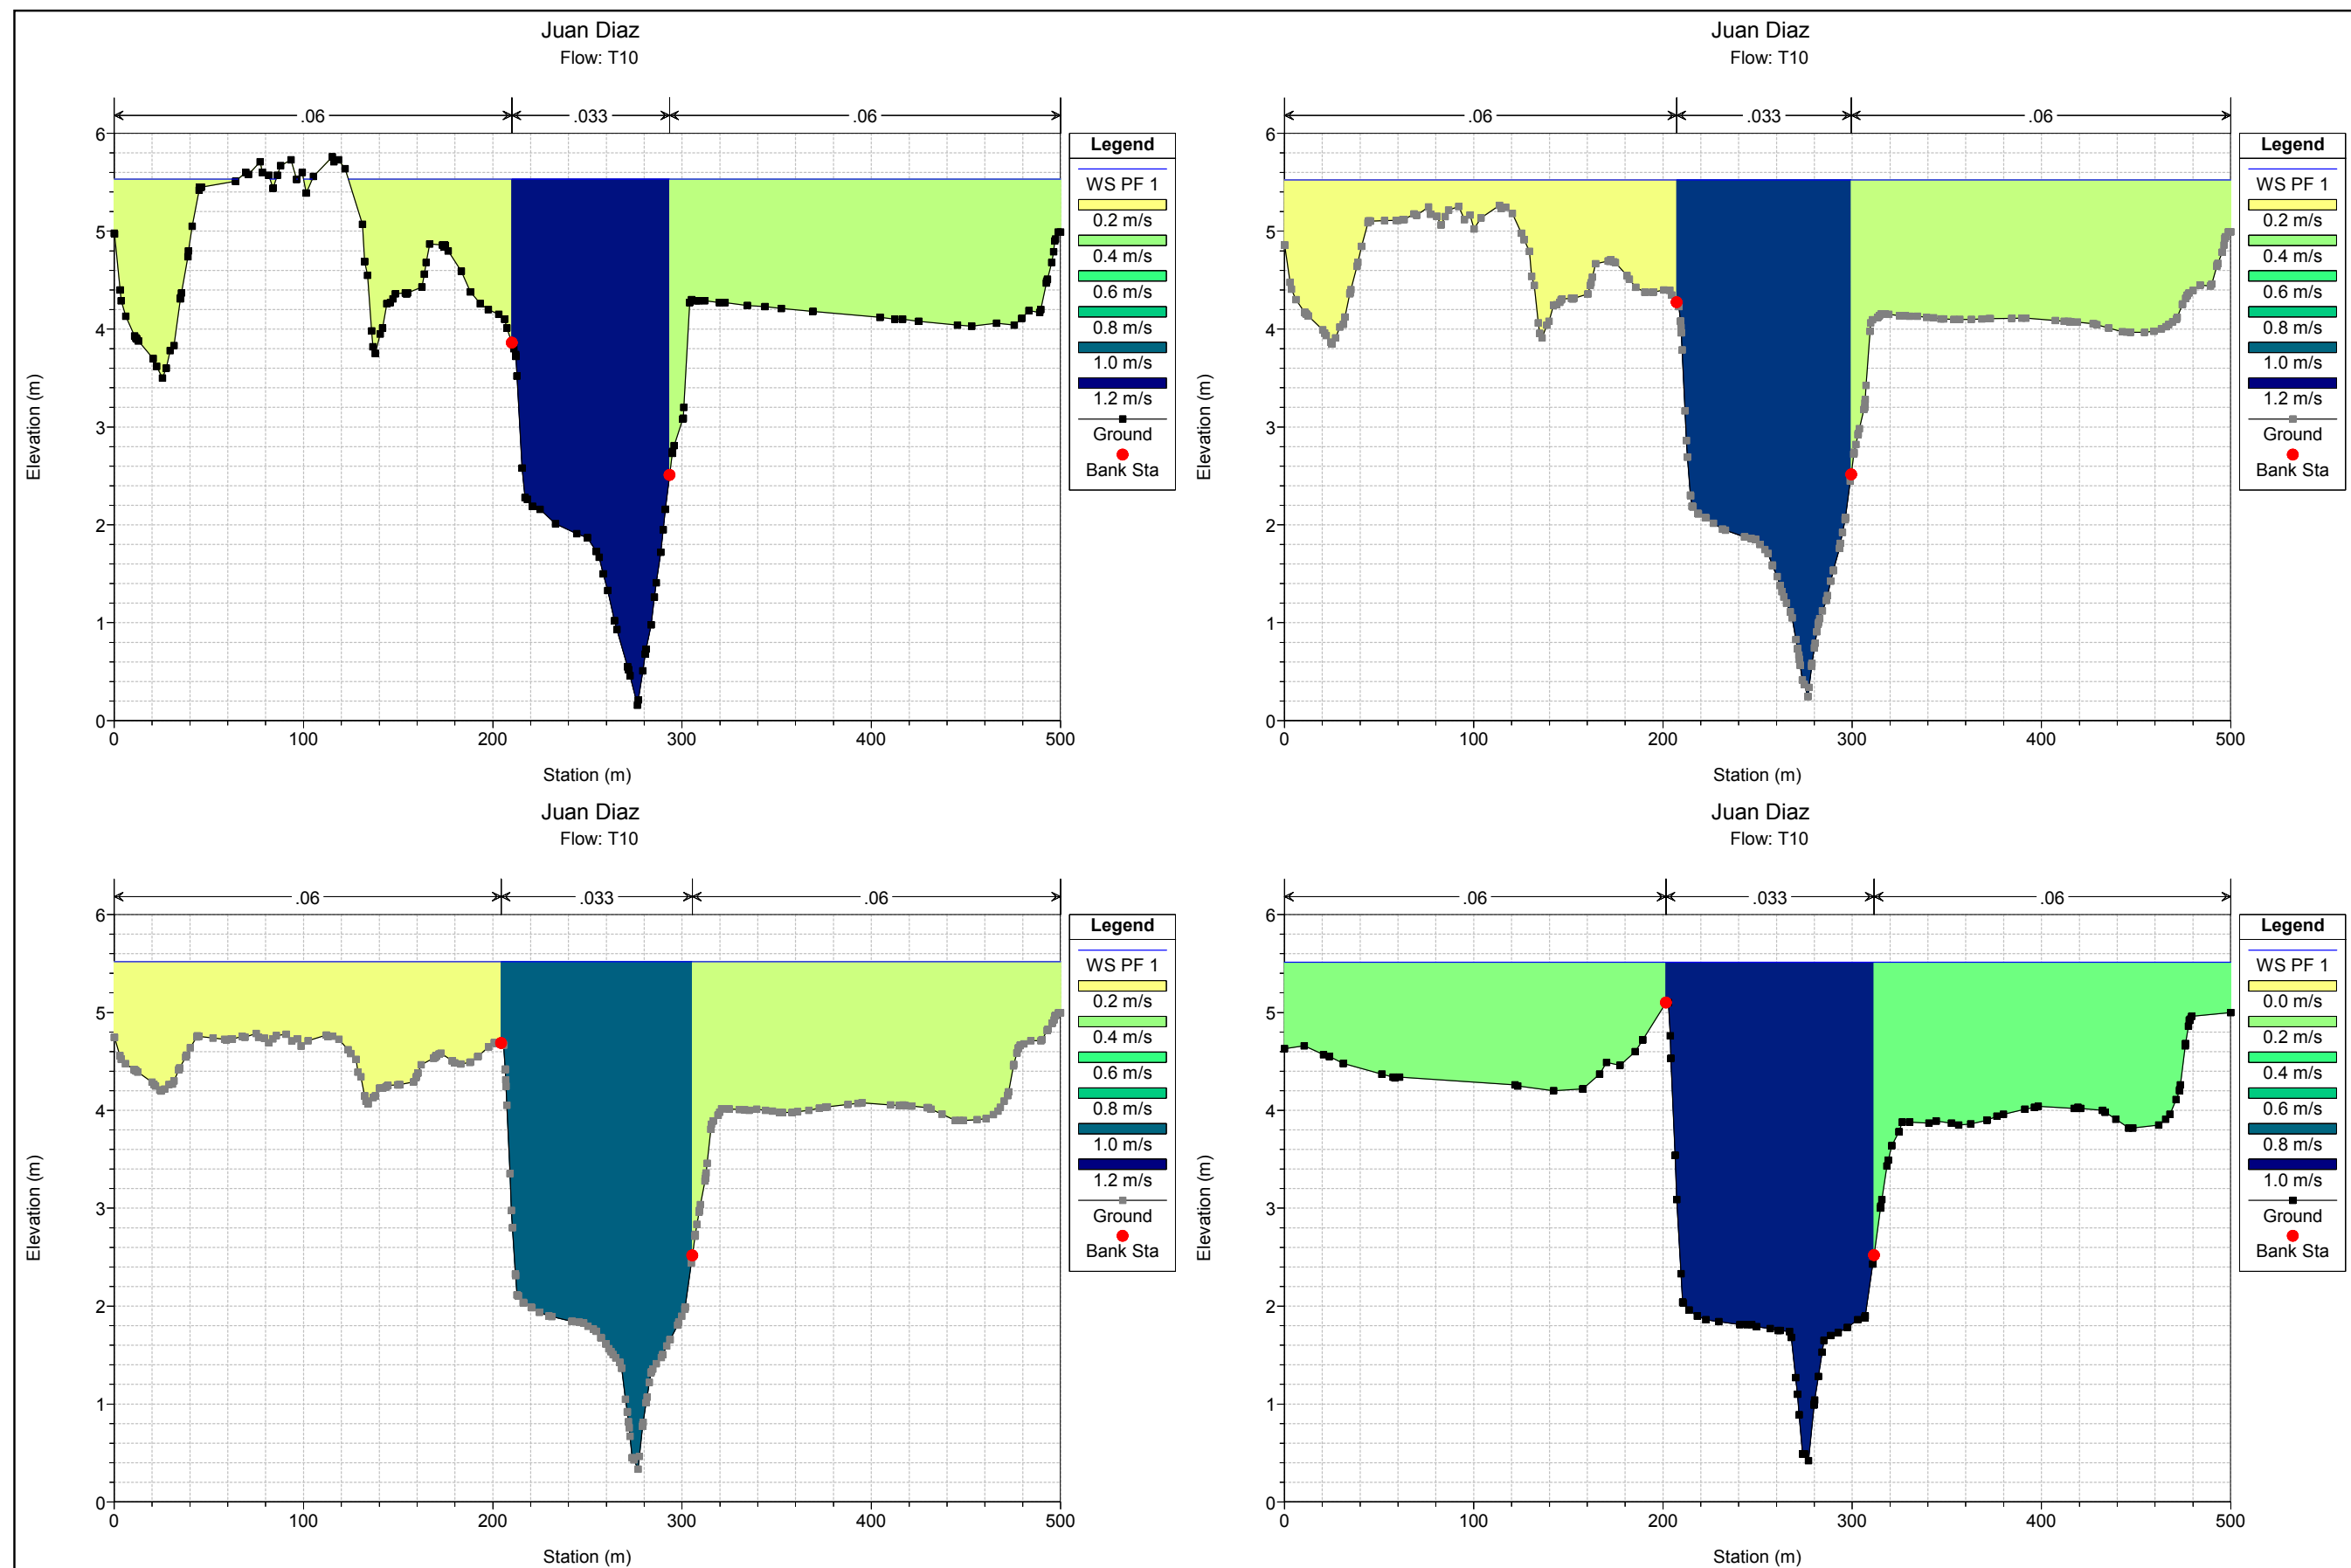 Juan Diaz
Flow: T10
.06
.033
.06
Legend
WS PF 1
0.2 m/s
0.4 m/s
0.6 m/s
0.8 m/s
1.0 m/s
1.2 m/s
Ground
Bank Sta
6
5
4
3
2
1
0
0 100 200 300 400 500
Elevation (m)
Station (m)
Juan Diaz
Flow: T10
.06
.033
.06
Legend
WS PF 1
0.2 m/s
0.4 m/s
0.6 m/s
0.8 m/s
1.0 m/s
1.2 m/s
Ground
Bank Sta
6
5
4
3
2
1
0
0 100 200 300 400 500
Elevation (m)
Station (m)
Juan Diaz
Flow: T10
.06
.033
.06
Legend
WS PF 1
0.2 m/s
0.4 m/s
0.6 m/s
0.8 m/s
1.0 m/s
1.2 m/s
Ground
Bank Sta
6
5
4
3
2
1
0
0 100 200 300 400 500
Elevation (m)
Station (m)
Juan Diaz
Flow: T10
.06
.033
.06
Legend
WS PF 1
0.0 m/s
0.2 m/s
0.4 m/s
0.6 m/s
0.8 m/s
1.0 m/s
Ground
Bank Sta
6
5
4
3
2
1
0
0 100 200 300 400 500
Elevation (m)
Station (m)